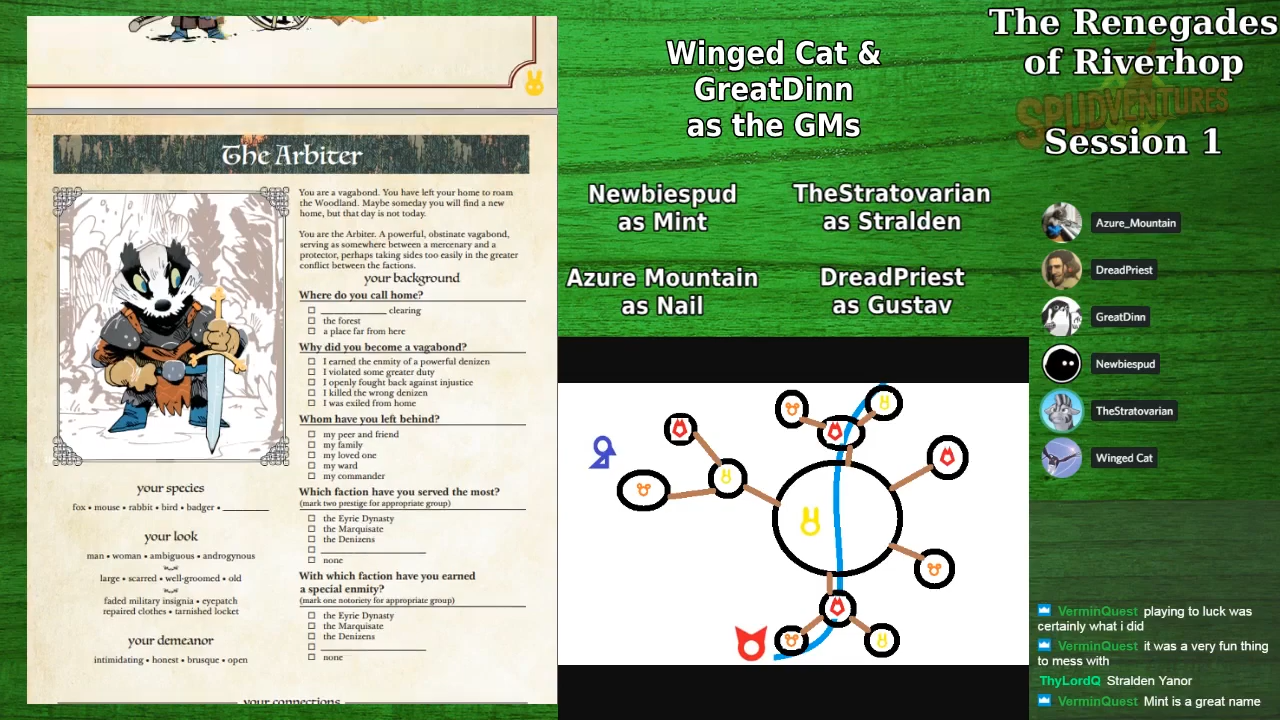 The Arbiter
You are a vagabond. You have left your home to roam
the Woodland. Maybe someday you will find a new
home, but that day is not today.
You are the Arbiter. A powerful, obstinate vagabond,
serving as somewhere between a mercenary and a
protector, perhaps taking sides too easily in the greater
conflict between the factions.
your background
Where do you call home?
____________ clearing
the forest
a place far from here
Why did you become a vagabond?
I earned the enmity of a powerful denizen
I violated some greater duty
I openly fought back against injustice
I killed the wrong denizen
I was exiled from home
Whom have you left behind?
my peer and friend
my family
my loved one
my ward
my commander
Which faction have you served the most?
(mark two prestige for appropriate group)
the Eyrie Dynasty
the Marquisate
the Denizens
____________
none
With which faction have you earned
a special enmity?
(mark one notoriety for appropriate group)
the Eyrie Dynasty
the Marquisate
the Denizens
____________
none
your species
fox • mouse • rabbit • bird • badger • ________
your look
man • woman • ambiguous • androgynous
large • scarred • well-groomed • old
faded military insignia • eyepatch
repaired clothes • tarnished locket
your demeanor
intimidating • honest • brusque • open
your connections
Winged Cat &
GreatDinn
as the GMs
Newbiespud
as Mint
TheStratovarian
as Stralden
Azure Mountain
as Nail
DreadPriest
as Gustav
The Renegades
of Riverhop
SPUDVENTURES
Session 1
Azure_Mountain
DreadPriest
GreatDinn
Newbiespud
TheStratovarian
Winged Cat
VerminQuest playing to luck was
certainly what i did
VerminQuest it was a very fun thing
to mess with
ThyLordQ Stralden Yanor
VerminQuest Mint is a great name